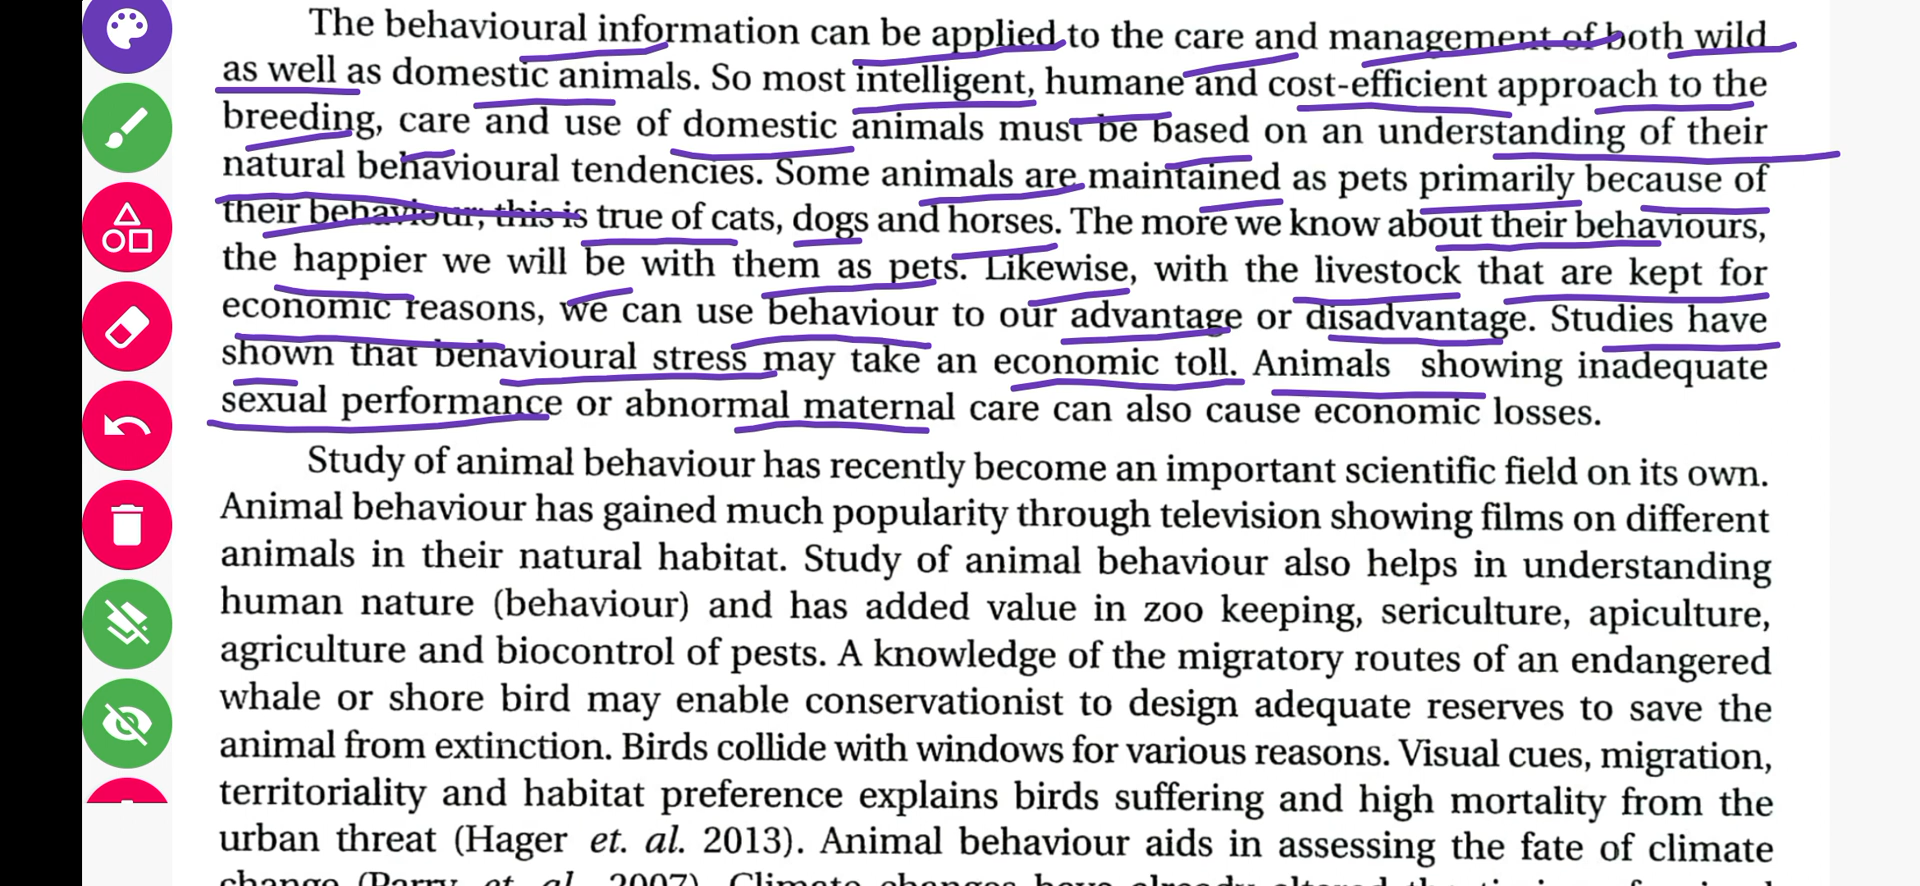 The behavioural information can be applied to the care and management of both wild
as well as domestic animals. So most intelligent, humane and cost-efficient approach to the
breeding, care and use of domestic animals must be based on an understanding of their
natural behavioural tendencies. Some animals are maintained as pets primarily because of
their behaviour; this is true of cats, dogs and horses. The more we know about their behaviours,
the happier we will be with them as pets. Likewise, with the livestock that are kept for
economic reasons, we can use behaviour to our advantage or disadvantage. Studies have
shown that behavioural stress may take an economic toll. Animals showing inadequate
sexual performance or abnormal maternal care can also cause economic losses.
Study of animal behaviour has recently become an important scientific field on its own.
Animal behaviour has gained much popularity through television showing films on different
animals in their natural habitat. Study of animal behaviour also helps in understanding
human nature (behaviour) and has added value in zoo keeping, sericulture, apiculture,
agriculture and biocontrol of pests. A knowledge of the migratory routes of an endangered
whale or shore bird may enable conservationist to design adequate reserves to save the
animal from extinction. Birds collide with windows for various reasons. Visual cues, migration,
territoriality and habitat preference explains birds suffering and high mortality from the
urban threat (Hager et. al. 2013). Animal behaviour aids in assessing the fate of climate
change (Parry et. al. 2007). Climate changes have already altered the